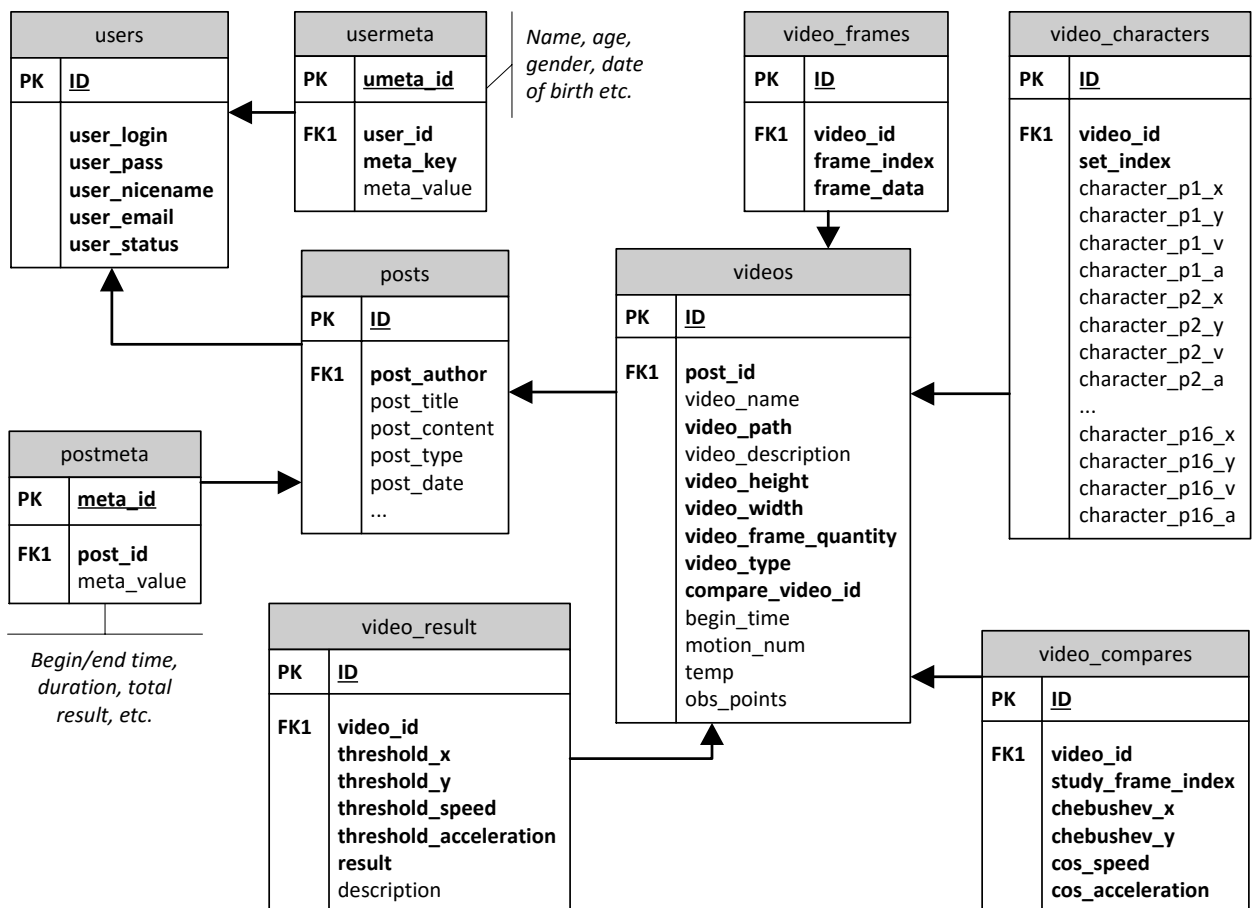 users
PK ID
user_login
user_pass
user_nicename
user_email
user_status
usermeta
PK umeta_id
FK1 user_id
meta_key
meta_value
Name, age,
gender, date
of birth etc.
video_frames
PK ID
FK1 video_id
frame_index
frame_data
video_characters
PK ID
FK1 video_id
set_index
character_p1_x
character_p1_y
character_p1_v
character_p1_a
character_p2_x
character_p2_y
character_p2_v
character_p2_a
...
character_p16_x
character_p16_y
character_p16_v
character_p16_a
posts
PK ID
FK1 post_author
post_title
post_content
post_type
post_date
...
videos
PK ID
FK1 post_id
video_name
video_path
video_description
video_height
video_width
video_frame_quantity
video_type
compare_video_id
begin_time
motion_num
temp
obs_points
postmeta
PK meta_id
FK1 post_id
meta_value
Begin/end time,
duration, total
result, etc.
video_result
PK ID
FK1 video_id
threshold_x
threshold_y
threshold_speed
threshold_acceleration
result
description
video_compares
PK ID
FK1 video_id
study_frame_index
chebushev_x
chebushev_y
cos_speed
cos_acceleration